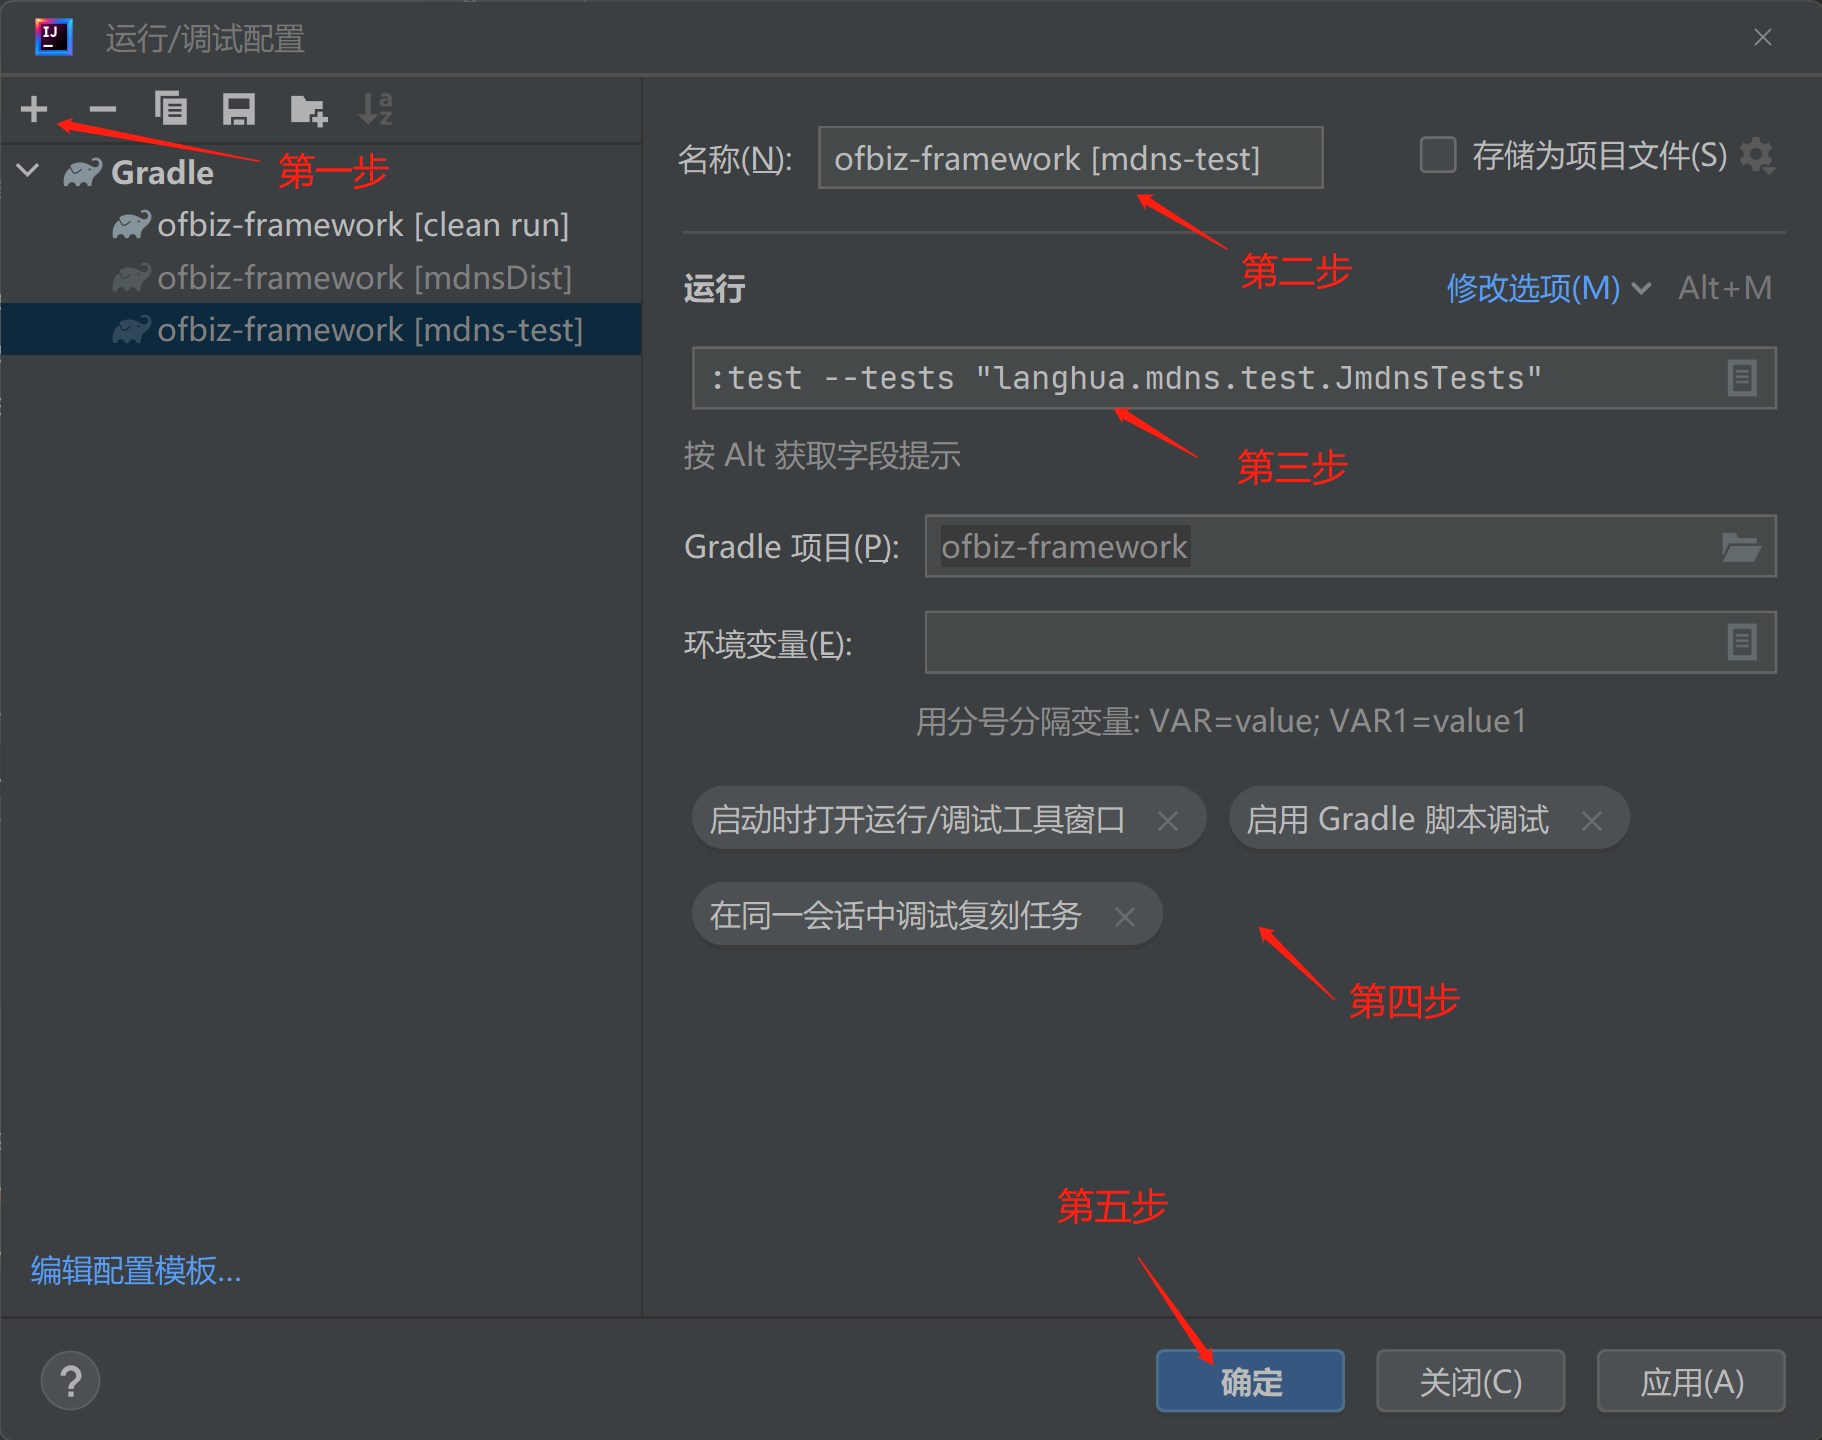 运行/调试配置
第一步
Gradle
ofbiz-framework [clean run]
ofbiz-framework [mdnsDist]
ofbiz-framework [mdns-test]
编辑配置模板...
名称(N):
ofbiz-framework [mdns-test]
存储为项目文件(S)
第二步
运行
修改选项(M)
Alt+M
:test --tests "langhua.mdns.test.JmdnsTests"
按 Alt 获取字段提示
第三步
Gradle 项目(P):
ofbiz-framework
环境变量(E):
用分号分隔变量: VAR=value; VAR1=value1
启动时打开运行/调试工具窗口
启用 Gradle 脚本调试
在同一会话中调试复刻任务
第四步
第五步
?
确定
关闭(C)
应用(A)